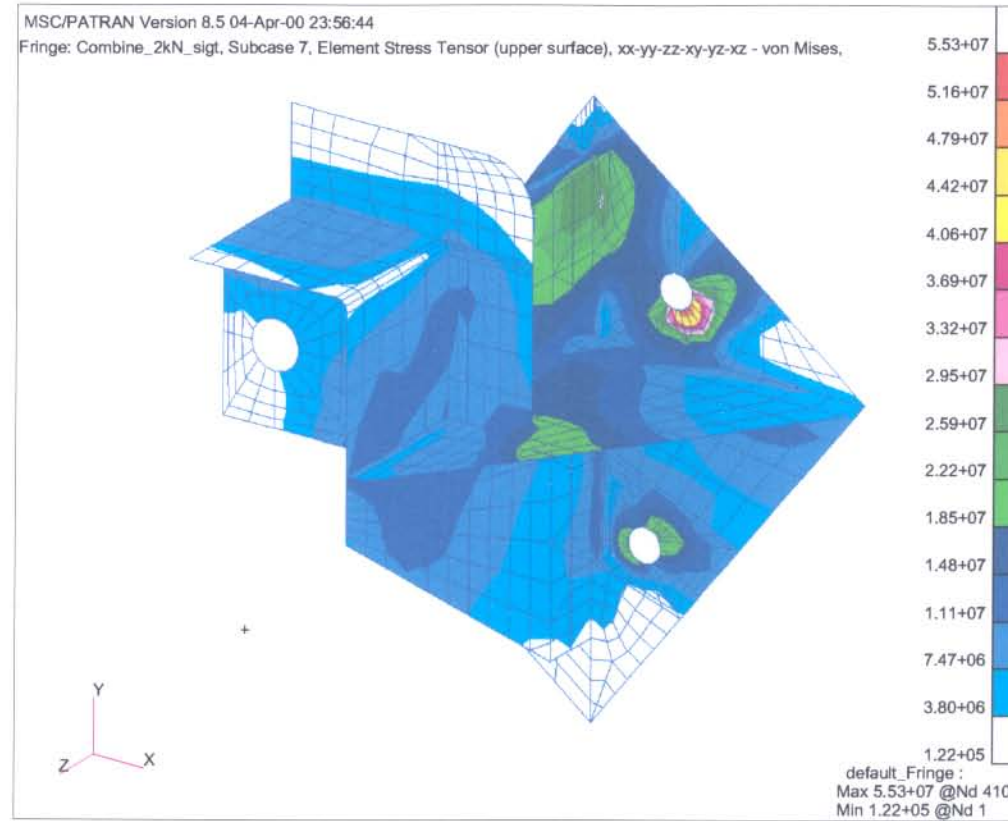 MSC/PATRAN Version 8.5 04-Apr-00 23:56:44
Fringe: Combine_2kN_sigt, Subcase 7, Element Stress Tensor (upper surface), xx-yy-zz-xy-yz-xz - von Mises,
5.53+07
5.16+07
4.79+07
4.42+07
4.06+07
3.69+07
3.32+07
2.95+07
2.59+07
2.22+07
1.85+07
1.48+07
1.11+07
7.47+06
3.80+06
1.22+05
Y
Z
X
default_Fringe :
Max 5.53+07 @Nd 410
Min 1.22+05 @Nd 1